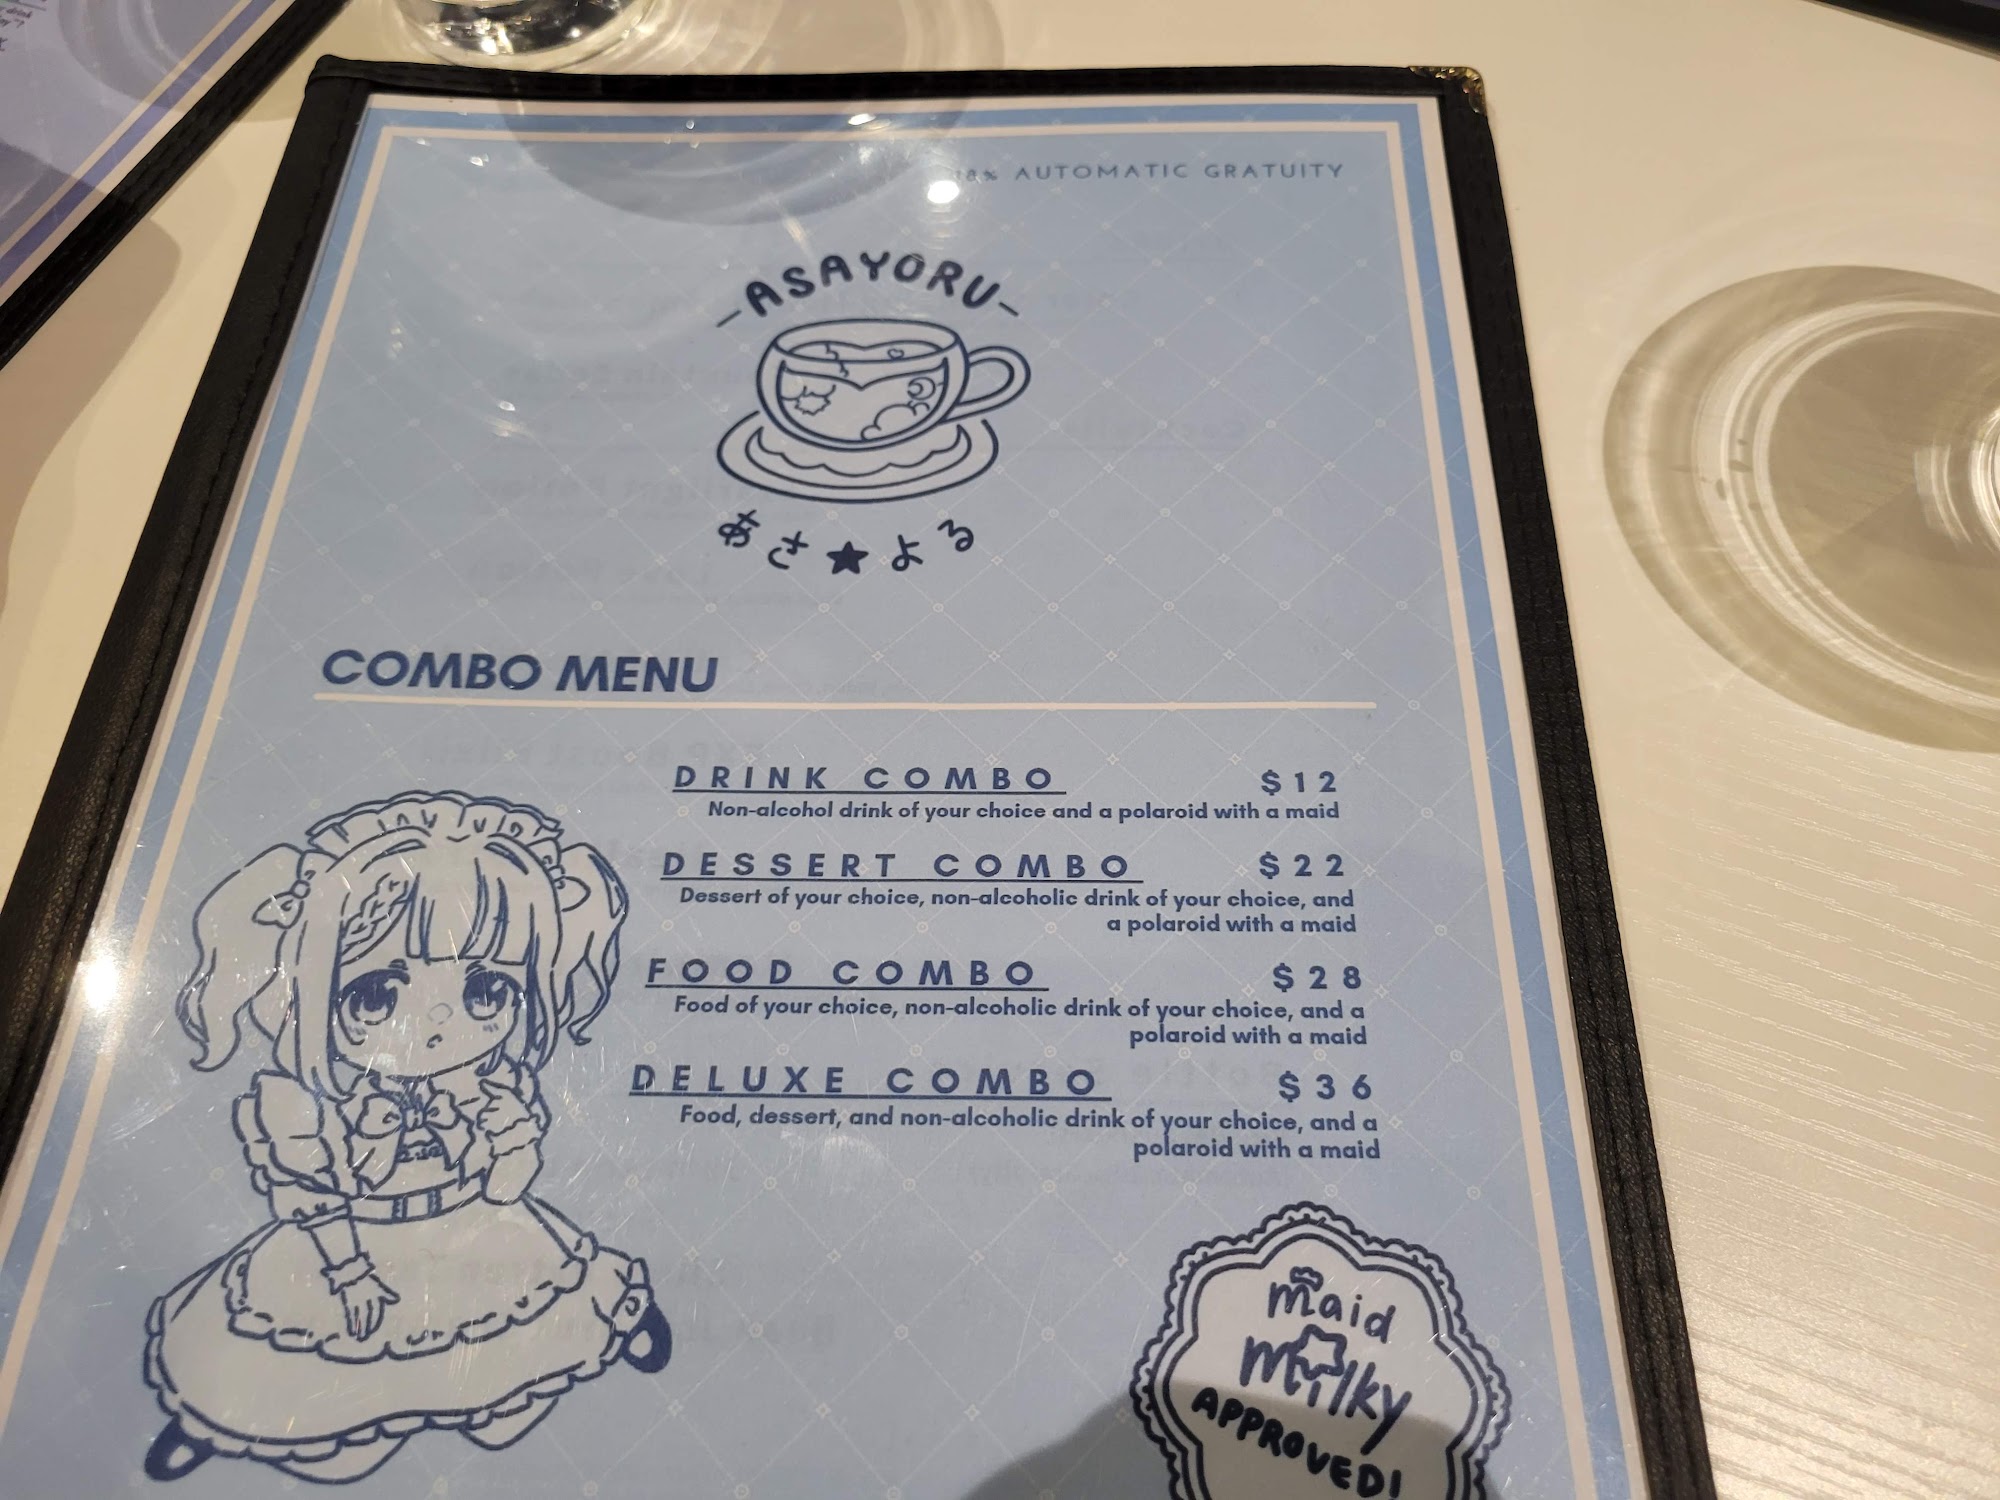 18% AUTOMATIC GRATUITY
-ASAYORU-
あさ★よる
COMBO MENU
DRINK COMBO $12
Non-alcohol drink of your choice and a polaroid with a maid
DESSERT COMBO $22
Dessert of your choice, non-alcoholic drink of your choice, and
a polaroid with a maid
FOOD COMBO $28
Food of your choice, non-alcoholic drink of your choice, and a
polaroid with a maid
DELUXE COMBO $36
Food, dessert, and non-alcoholic drink of your choice, and a
polaroid with a maid
maid
milky
APPROVED!